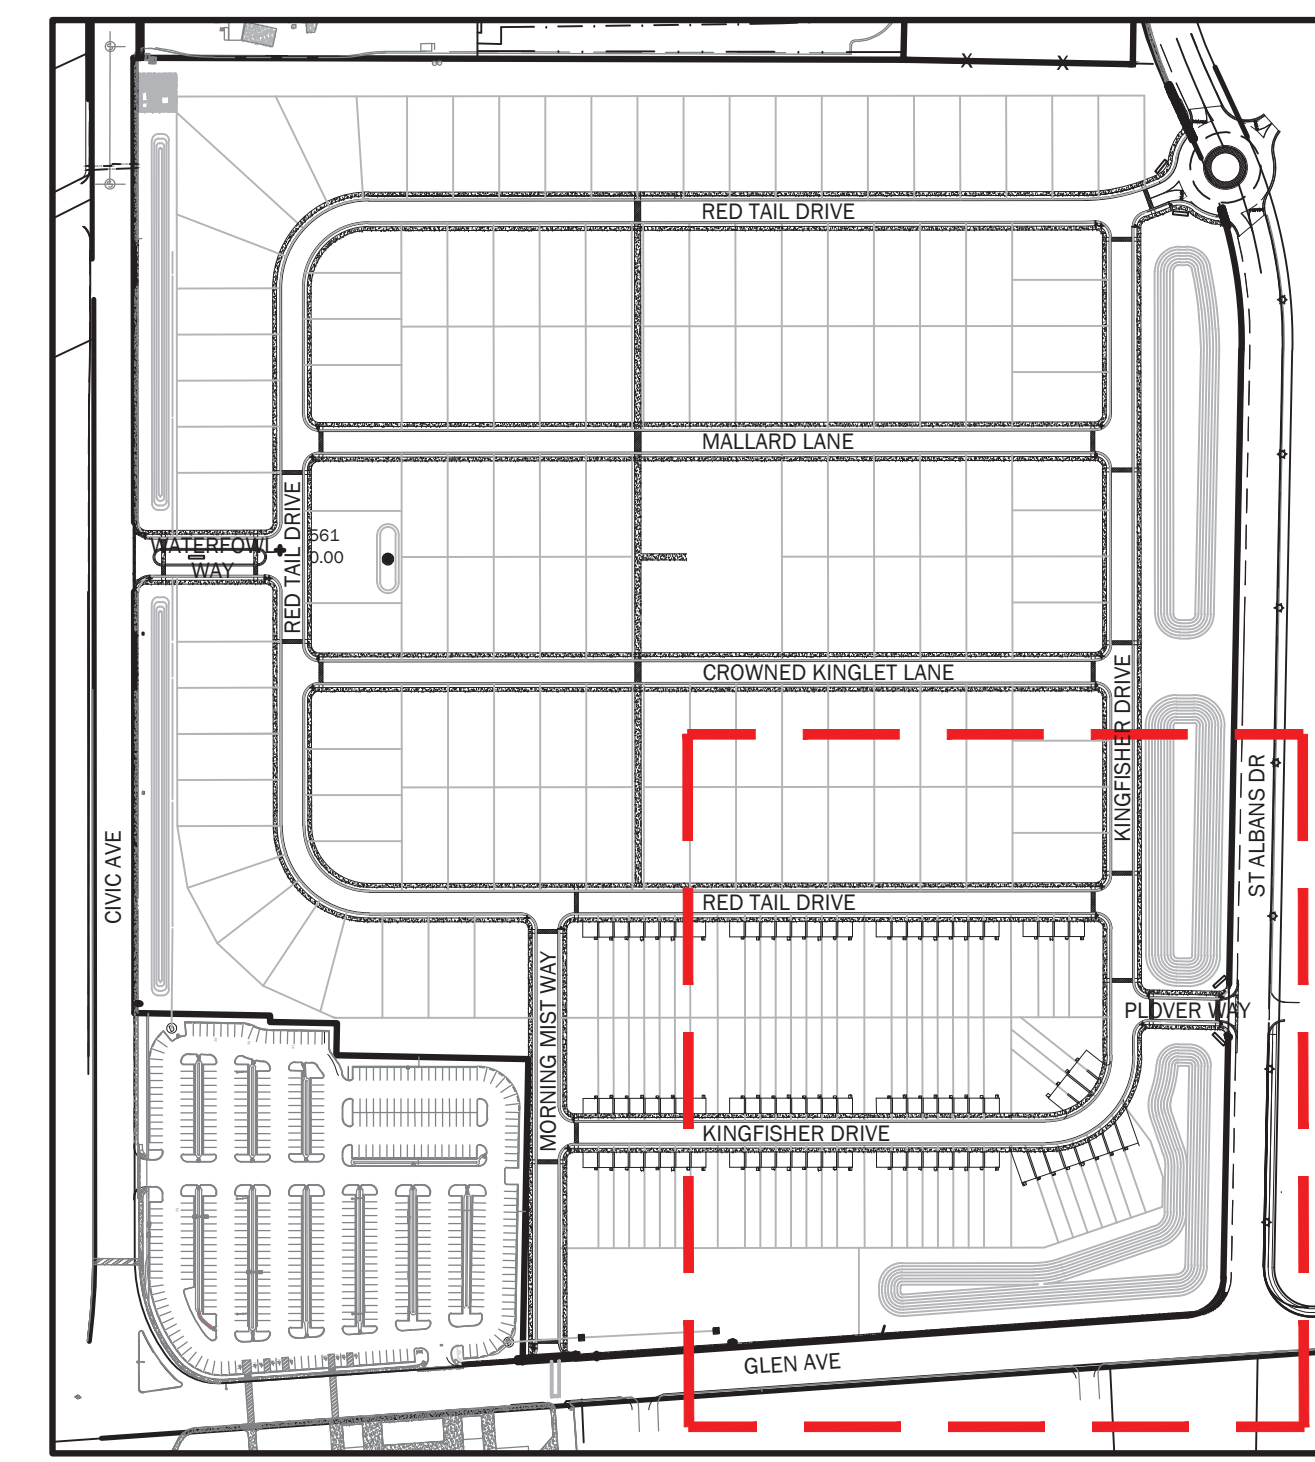 X X
RED TAIL DRIVE
MALLARD LANE
RED TAIL DRIVE
561
0.00
WATERFOWL
WAY
CROWNED KINGLET LANE
KINGFISHER DRIVE
ST ALBANS DR
CIVIC AVE
RED TAIL DRIVE
MORNING MIST WAY
PLOVER WAY
KINGFISHER DRIVE
GLEN AVE